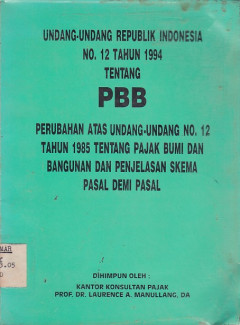 UNDANG-UNDANG REPUBLIK INDONESIA
NO. 12 TAHUN 1994
TENTANG
PBB
PERUBAHAN ATAS UNDANG-UNDANG NO. 12
TAHUN 1985 TENTANG PAJAK BUMI DAN
BANGUNAN DAN PENJELASAN SKEMA
PASAL DEMI PASAL
DIHIMPUN OLEH :
KANTOR KONSULTAN PAJAK
PROF. DR. LAURENCE A. MANULLANG, DA